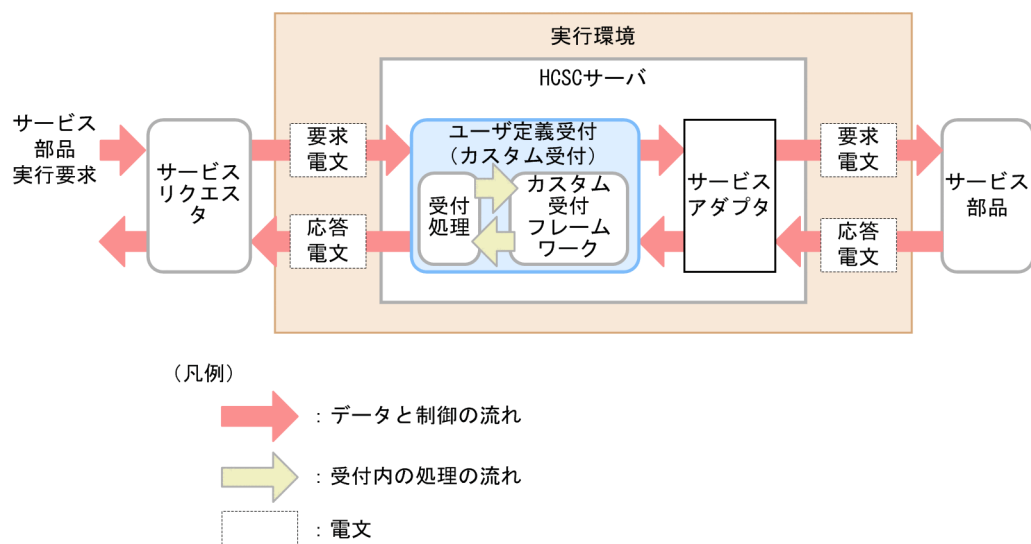 実行環境
HCSCサーバ
サービス
部品
実行要求
サービス
リクエス
タ
要求
電文
ユーザ定義受付
（カスタム受付）
受付
処理
カスタム
受付
フレーム
ワーク
サービス
アダプタ
要求
電文
サービス
部品
応答
電文
応答
電文
（凡例）
：データと制御の流れ
：受付内の処理の流れ
：電文